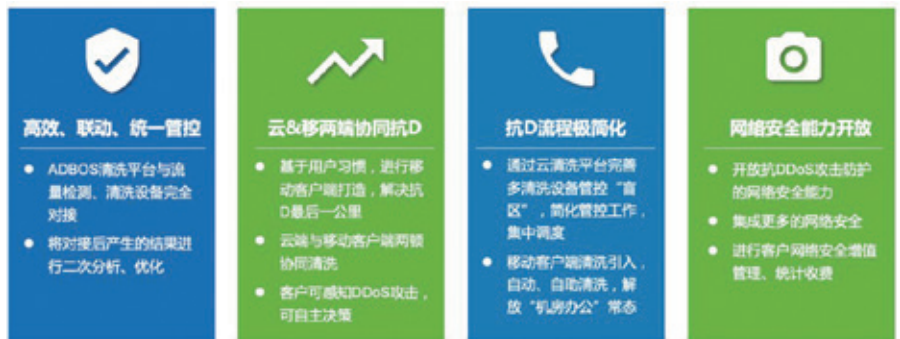 高效、联动、统一管控
ADBOS清洗平台与流
量检测、清洗设备完全
对接
将对接后产生的结果进
行二次分析、优化
云&移两端协同抗D
基于用户习惯，进行移
动客户端打造，解决抗
D最后一公里
云端与移动客户端两端
协同清洗
客户可感知DDoS攻击，
可自主决策
抗D流程极简化
通过云清洗平台完善
多清洗设备管控“盲
区”，简化管控工作，
集中调度
移动客户端清洗引入，
自动、自助清洗，解
放“机房办公”常态
网络安全能力开放
开放抗DDoS攻击防护
的网络安全能力
集成更多的网络安全
进行客户网络安全增值
管理、统计收费